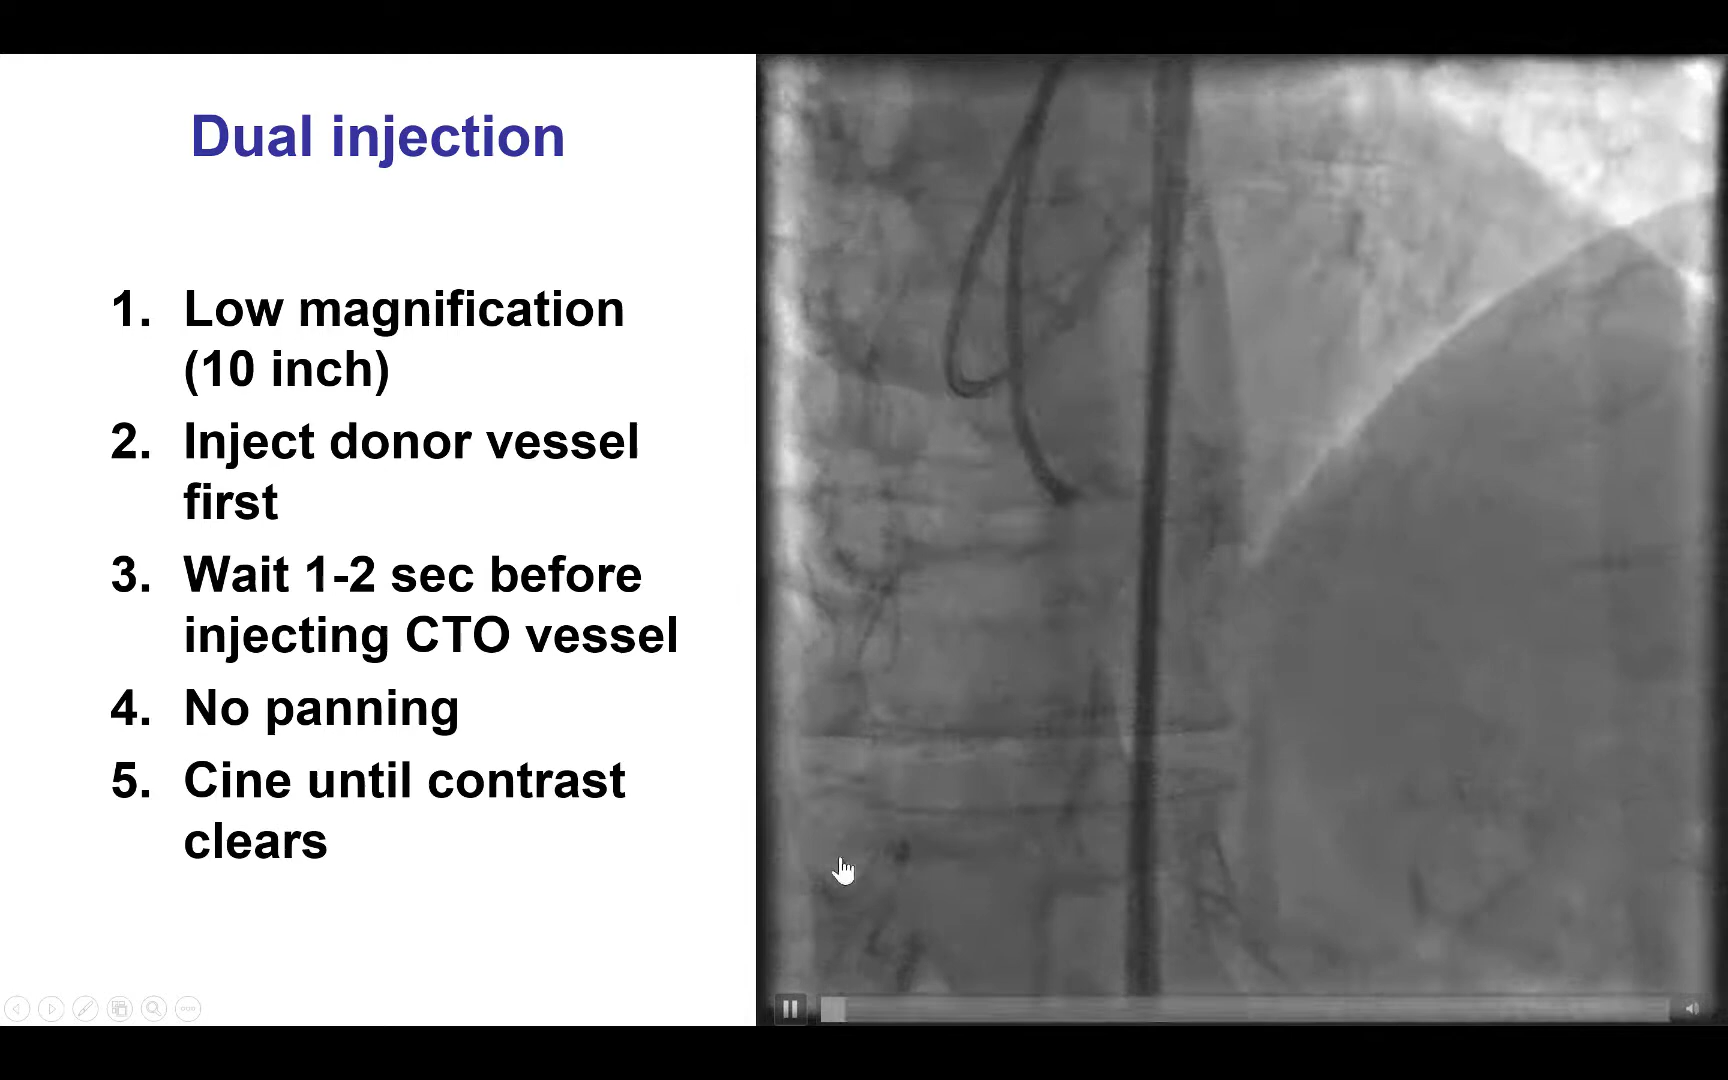 Dual injection
1. Low magnification
(10 inch)
2. Inject donor vessel
first
3. Wait 1-2 sec before
injecting CTO vessel
4. No panning
5. Cine until contrast
clears